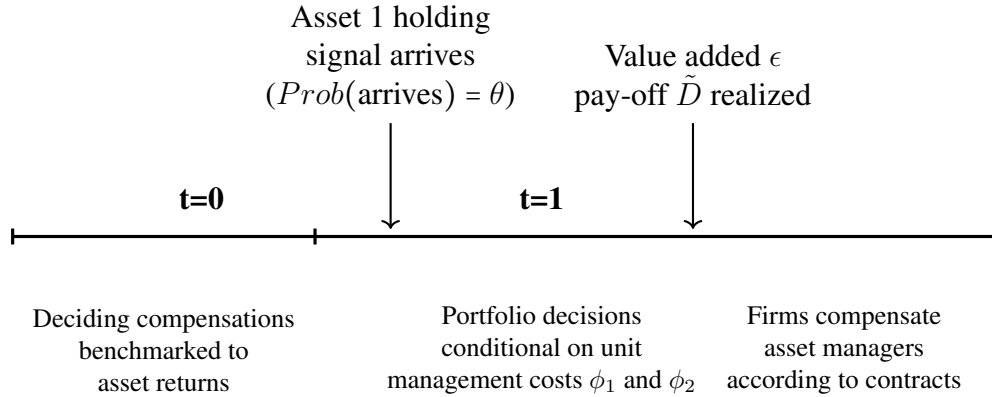 Asset 1 holding
signal arrives
(Prob(arrives) = θ)
Value added ϵ
pay-off D̃ realized
t=0
t=1
Deciding compensations
benchmarked to
asset returns
Portfolio decisions
conditional on unit
management costs ϕ₁ and ϕ₂
Firms compensate
asset managers
according to contracts